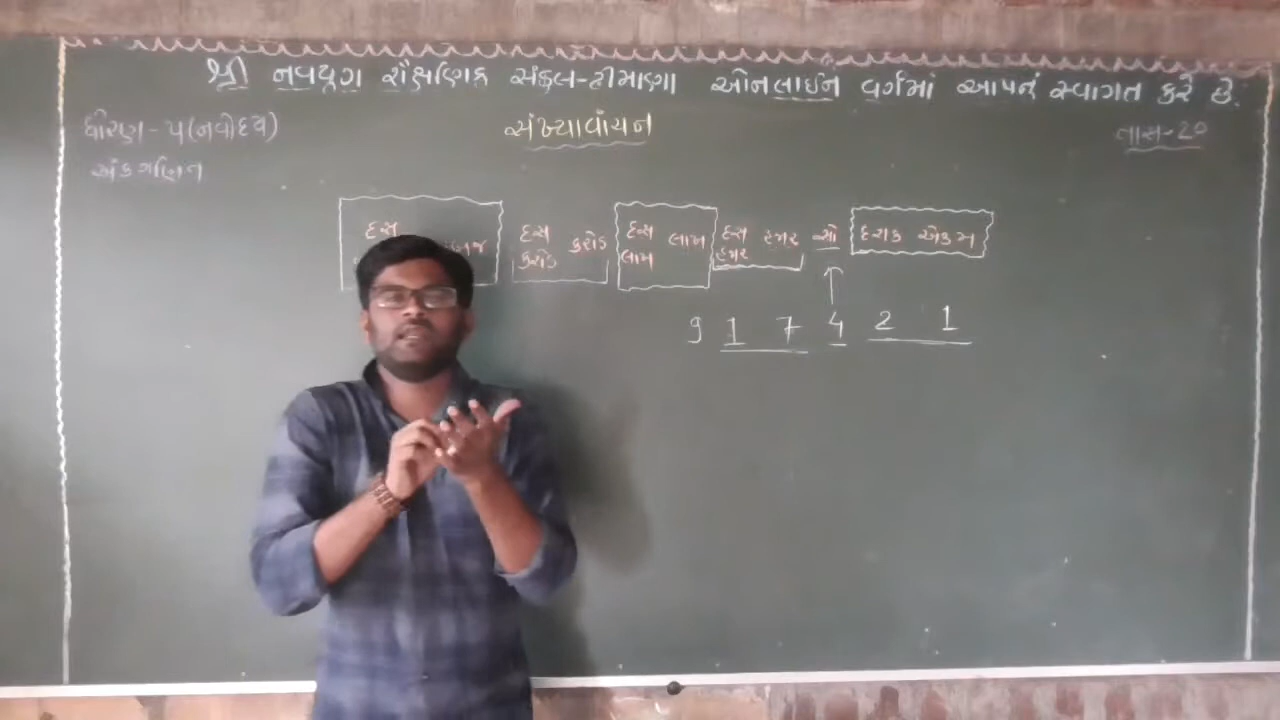 શ્રી નવયુગ શૈક્ષણિક સંકુલ-હીમાણા ઓનલાઇન વર્ગમાં આપનું સ્વાગત કરે છે.
ધોરણ - ૫ (નવોદય) સંખ્યાવાંચન તાસ-20
અંકગણિત
દસ દસ કરોડ કરોડ દસ લાખ લાખ દસ હજાર હજાર સો દશક એકમ
9 1 7 4 2 1